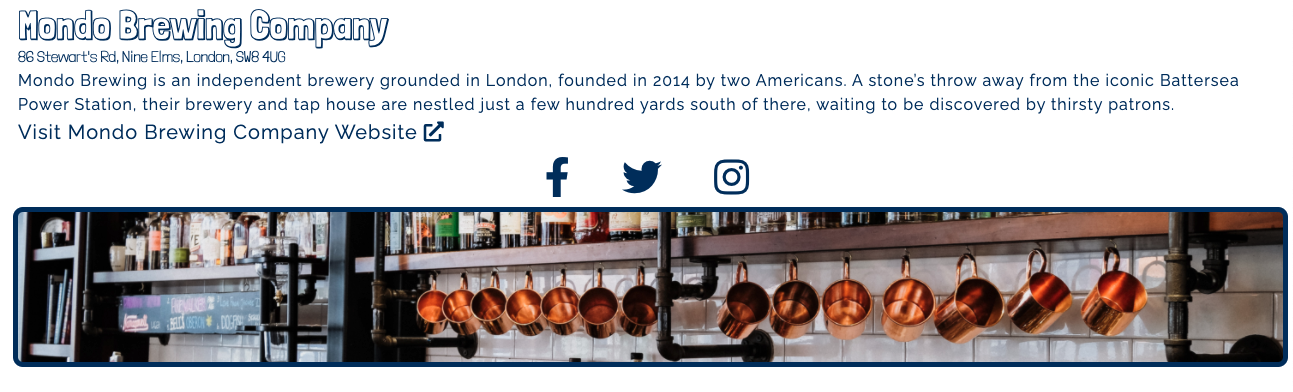 Mondo Brewing Company
86 Stewart's Rd, Nine Elms, London, SW8 4UG
Mondo Brewing is an independent brewery grounded in London, founded in 2014 by two Americans. A stone's throw away from the iconic Battersea
Power Station, their brewery and tap house are nestled just a few hundred yards south of there, waiting to be discovered by thirsty patrons.
Visit Mondo Brewing Company Website